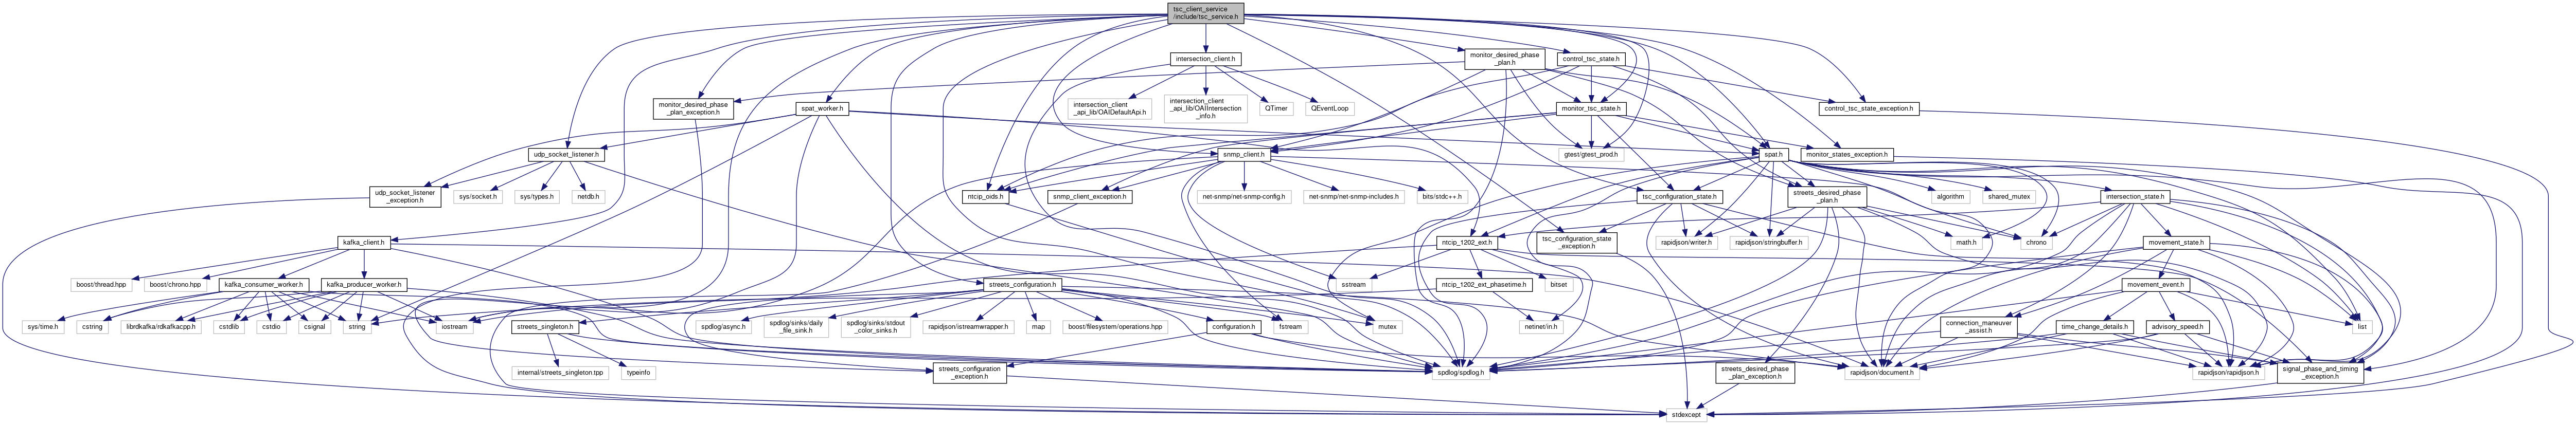 tsc_client_service
/include/tsc_service.h
intersection_client.h
monitor_desired_phase
_plan.h
control_tsc_state.h
monitor_desired_phase
_plan_exception.h
spat_worker.h
intersection_client
_api_lib/OAIDefaultApi.h
intersection_client
_api_lib/OAIIntersection
_info.h
QTimer
QEventLoop
monitor_tsc_state.h
control_tsc_state_exception.h
udp_socket_listener.h
snmp_client.h
gtest/gtest_prod.h
spat.h
monitor_states_exception.h
udp_socket_listener
_exception.h
sys/socket.h
sys/types.h
netdb.h
ntcip_oids.h
snmp_client_exception.h
net-snmp/net-snmp-config.h
net-snmp/net-snmp-includes.h
bits/stdc++.h
tsc_configuration_state.h
streets_desired_phase
_plan.h
algorithm
shared_mutex
intersection_state.h
kafka_client.h
ntcip_1202_ext.h
tsc_configuration_state
_exception.h
rapidjson/writer.h
rapidjson/stringbuffer.h
math.h
chrono
movement_state.h
boost/thread.hpp
boost/chrono.hpp
kafka_consumer_worker.h
kafka_producer_worker.h
streets_configuration.h
sstream
ntcip_1202_ext_phasetime.h
bitset
movement_event.h
sys/time.h
cstring
librdkafka/rdkafkacpp.h
cstdlib
cstdio
csignal
string
iostream
streets_singleton.h
spdlog/async.h
spdlog/sinks/daily
_file_sink.h
spdlog/sinks/stdout
_color_sinks.h
rapidjson/istreamwrapper.h
map
boost/filesystem/operations.hpp
configuration.h
fstream
mutex
netinet/in.h
connection_maneuver
_assist.h
time_change_details.h
advisory_speed.h
list
internal/streets_singleton.tpp
typeinfo
streets_configuration
_exception.h
spdlog/spdlog.h
streets_desired_phase
_plan_exception.h
rapidjson/document.h
rapidjson/rapidjson.h
signal_phase_and_timing
_exception.h
stdexcept